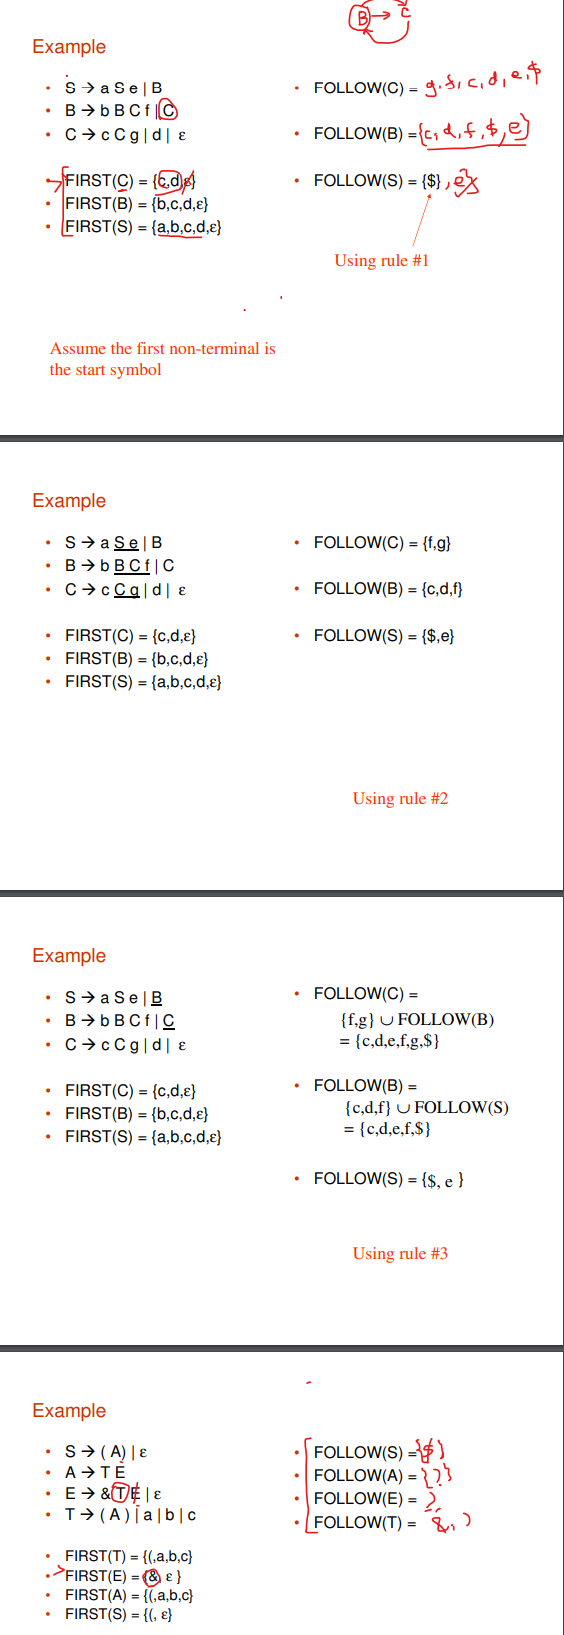 B → C
Example
• S → a S e | B
• B → b B C f | C
• C → c C g | d | ε
• FIRST(C) = {c,d,ε}
• FIRST(B) = {b,c,d,ε}
• FIRST(S) = {a,b,c,d,ε}
• FOLLOW(C) = g, f, c, d, e, $
• FOLLOW(B) = {c, d, f, $, e}
• FOLLOW(S) = {$} , e}
Using rule #1
Assume the first non-terminal is
the start symbol
Example
• S → a S e | B
• B → b B C f | C
• C → c C g | d | ε
• FIRST(C) = {c,d,ε}
• FIRST(B) = {b,c,d,ε}
• FIRST(S) = {a,b,c,d,ε}
• FOLLOW(C) = {f,g}
• FOLLOW(B) = {c,d,f}
• FOLLOW(S) = {$,e}
Using rule #2
Example
• S → a S e | B
• B → b B C f | C
• C → c C g | d | ε
• FIRST(C) = {c,d,ε}
• FIRST(B) = {b,c,d,ε}
• FIRST(S) = {a,b,c,d,ε}
• FOLLOW(C) =
{f,g} ∪ FOLLOW(B)
= {c,d,e,f,g,$}
• FOLLOW(B) =
{c,d,f} ∪ FOLLOW(S)
= {c,d,e,f,$}
• FOLLOW(S) = {$, e }
Using rule #3
Example
• S → ( A) | ε
• A → T E
• E → & T E | ε
• T → ( A ) | a | b | c
• FIRST(T) = {(,a,b,c}
• FIRST(E) = {& ε }
• FIRST(A) = {(,a,b,c}
• FIRST(S) = {(, ε}
• FOLLOW(S) = {$}
• FOLLOW(A) = { ) }
• FOLLOW(E) = )
• FOLLOW(T) = &, )